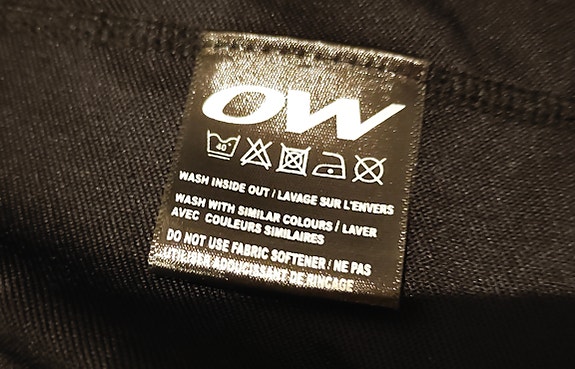 OW
40
WASH INSIDE OUT / LAVAGE SUR L'ENVERS
WASH WITH SIMILAR COLOURS / LAVER
AVEC COULEURS SIMILAIRES
DO NOT USE FABRIC SOFTENER / NE PAS
UTILISER ADOUCISSANT DE RINCAGE